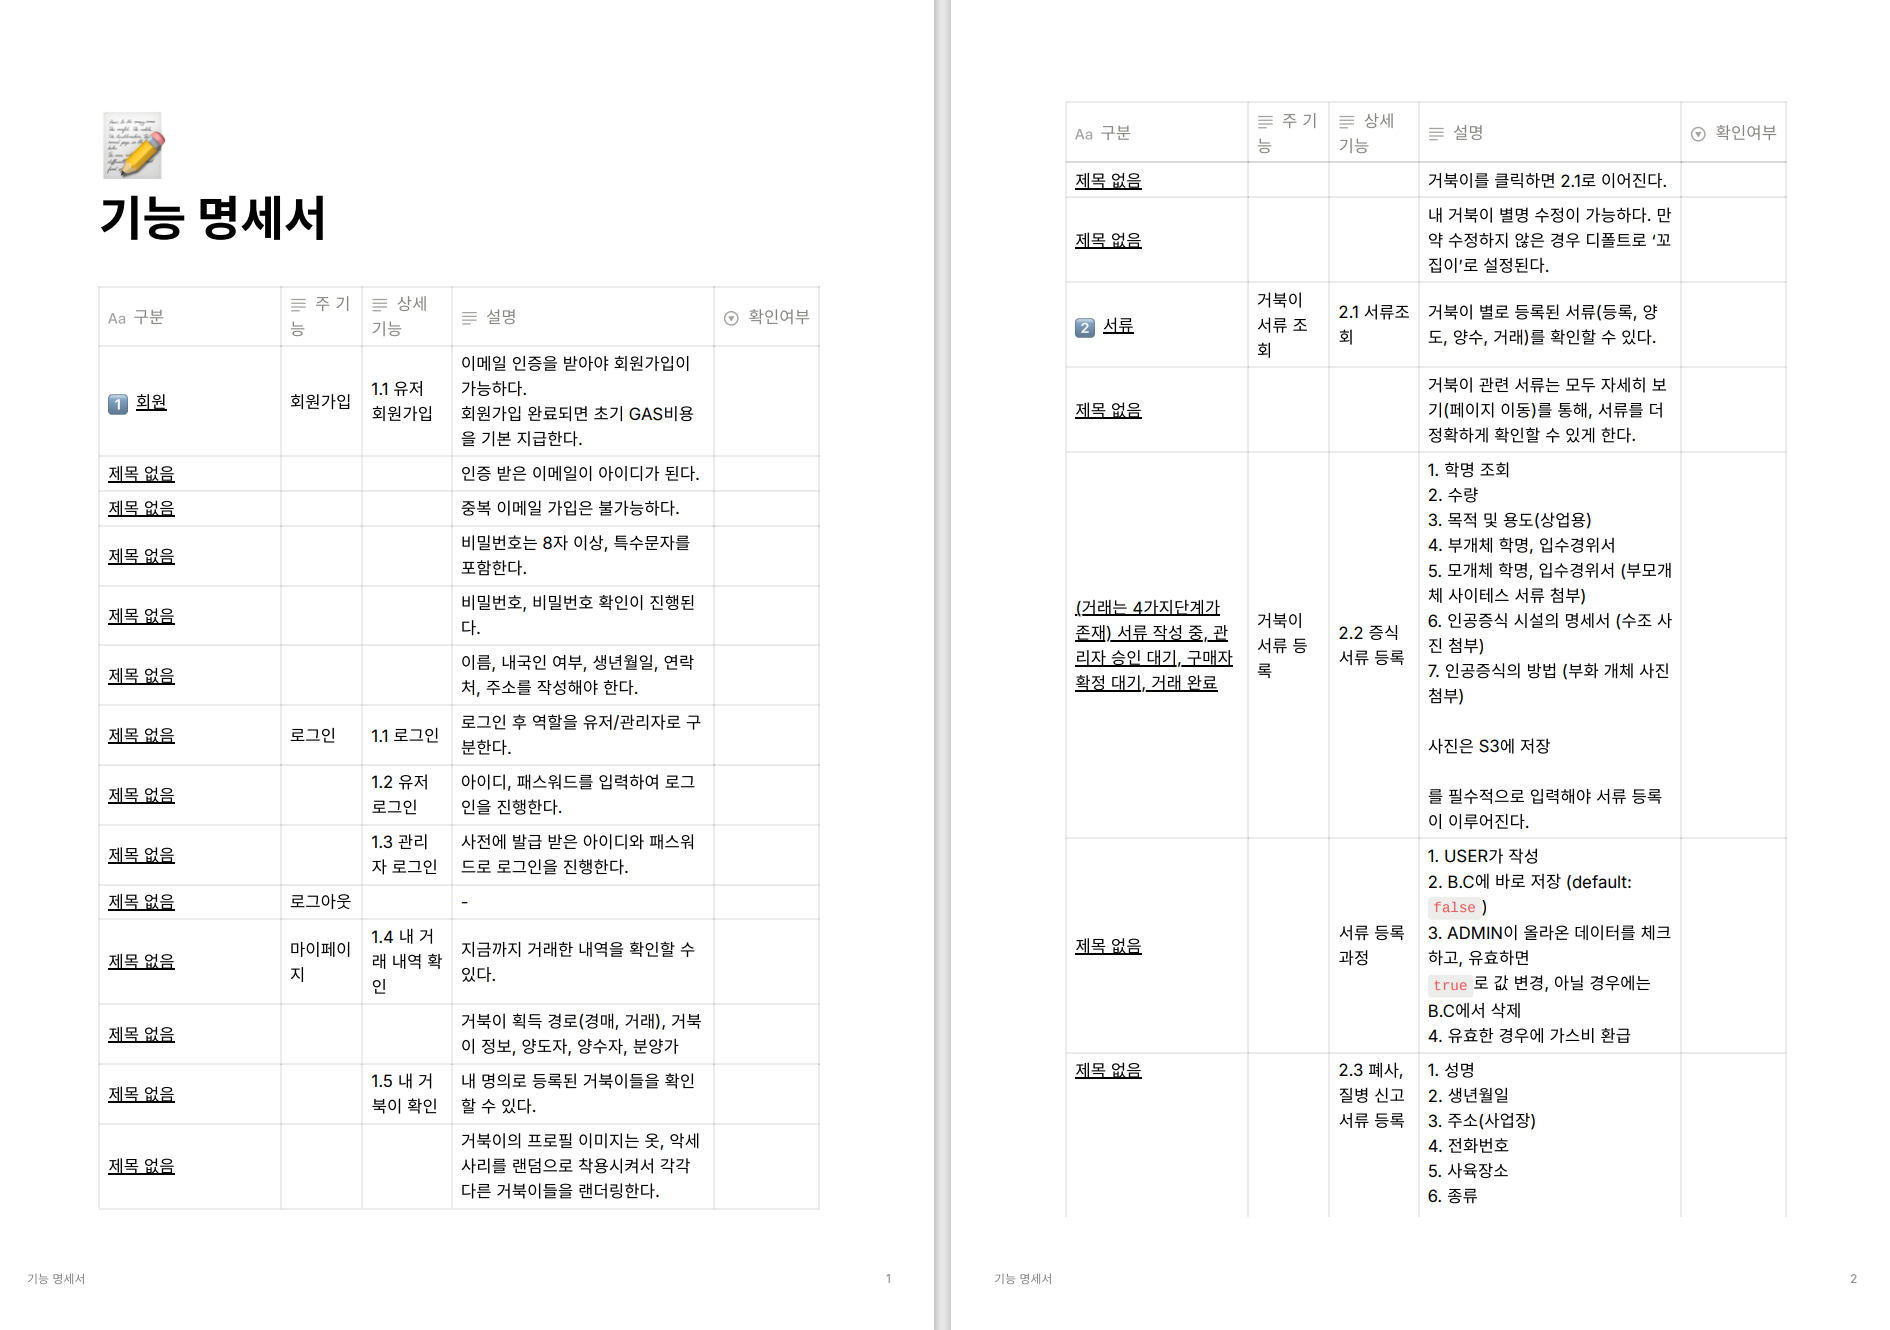 기능 명세서
Aa 구분
주 기
능
상세
기능
설명
확인여부
1 회원
회원가입
1.1 유저
회원가입
이메일 인증을 받아야 회원가입이
가능하다.
회원가입 완료되면 초기 GAS비용
을 기본 지급한다.
제목 없음
인증 받은 이메일이 아이디가 된다.
제목 없음
중복 이메일 가입은 불가능하다.
제목 없음
비밀번호는 8자 이상, 특수문자를
포함한다.
제목 없음
비밀번호, 비밀번호 확인이 진행된
다.
제목 없음
이름, 내국인 여부, 생년월일, 연락
처, 주소를 작성해야 한다.
제목 없음
로그인
1.1 로그인
로그인 후 역할을 유저/관리자로 구
분한다.
제목 없음
1.2 유저
로그인
아이디, 패스워드를 입력하여 로그
인을 진행한다.
제목 없음
1.3 관리
자 로그인
사전에 발급 받은 아이디와 패스워
드로 로그인을 진행한다.
제목 없음
로그아웃
-
제목 없음
마이페이
지
1.4 내 거
래 내역 확
인
지금까지 거래한 내역을 확인할 수
있다.
제목 없음
거북이 획득 경로(경매, 거래), 거북
이 정보, 양도자, 양수자, 분양가
제목 없음
1.5 내 거
북이 확인
내 명의로 등록된 거북이들을 확인
할 수 있다.
제목 없음
거북이의 프로필 이미지는 옷, 악세
사리를 랜덤으로 착용시켜서 각각
다른 거북이들을 랜더링한다.
기능 명세서
1
Aa 구분
주 기
능
상세
기능
설명
확인여부
제목 없음
거북이를 클릭하면 2.1로 이어진다.
제목 없음
내 거북이 별명 수정이 가능하다. 만
약 수정하지 않은 경우 디폴트로 ‘꼬
집이’로 설정된다.
2 서류
거북이
서류 조
회
2.1 서류조
회
거북이 별로 등록된 서류(등록, 양
도, 양수, 거래)를 확인할 수 있다.
제목 없음
거북이 관련 서류는 모두 자세히 보
기(페이지 이동)를 통해, 서류를 더
정확하게 확인할 수 있게 한다.
(거래는 4가지단계가
존재) 서류 작성 중, 관
리자 승인 대기, 구매자
확정 대기, 거래 완료
거북이
서류 등
록
2.2 증식
서류 등록
1. 학명 조회
2. 수량
3. 목적 및 용도(상업용)
4. 부개체 학명, 입수경위서
5. 모개체 학명, 입수경위서 (부모개
체 사이테스 서류 첨부)
6. 인공증식 시설의 명세서 (수조 사
진 첨부)
7. 인공증식의 방법 (부화 개체 사진
첨부)
사진은 S3에 저장
를 필수적으로 입력해야 서류 등록
이 이루어진다.
제목 없음
서류 등록
과정
1. USER가 작성
2. B.C에 바로 저장 (default:
false )
3. ADMIN이 올라온 데이터를 체크
하고, 유효하면
true 로 값 변경, 아닐 경우에는
B.C에서 삭제
4. 유효한 경우에 가스비 환급
제목 없음
2.3 폐사,
질병 신고
서류 등록
1. 성명
2. 생년월일
3. 주소(사업장)
4. 전화번호
5. 사육장소
6. 종류
기능 명세서
2